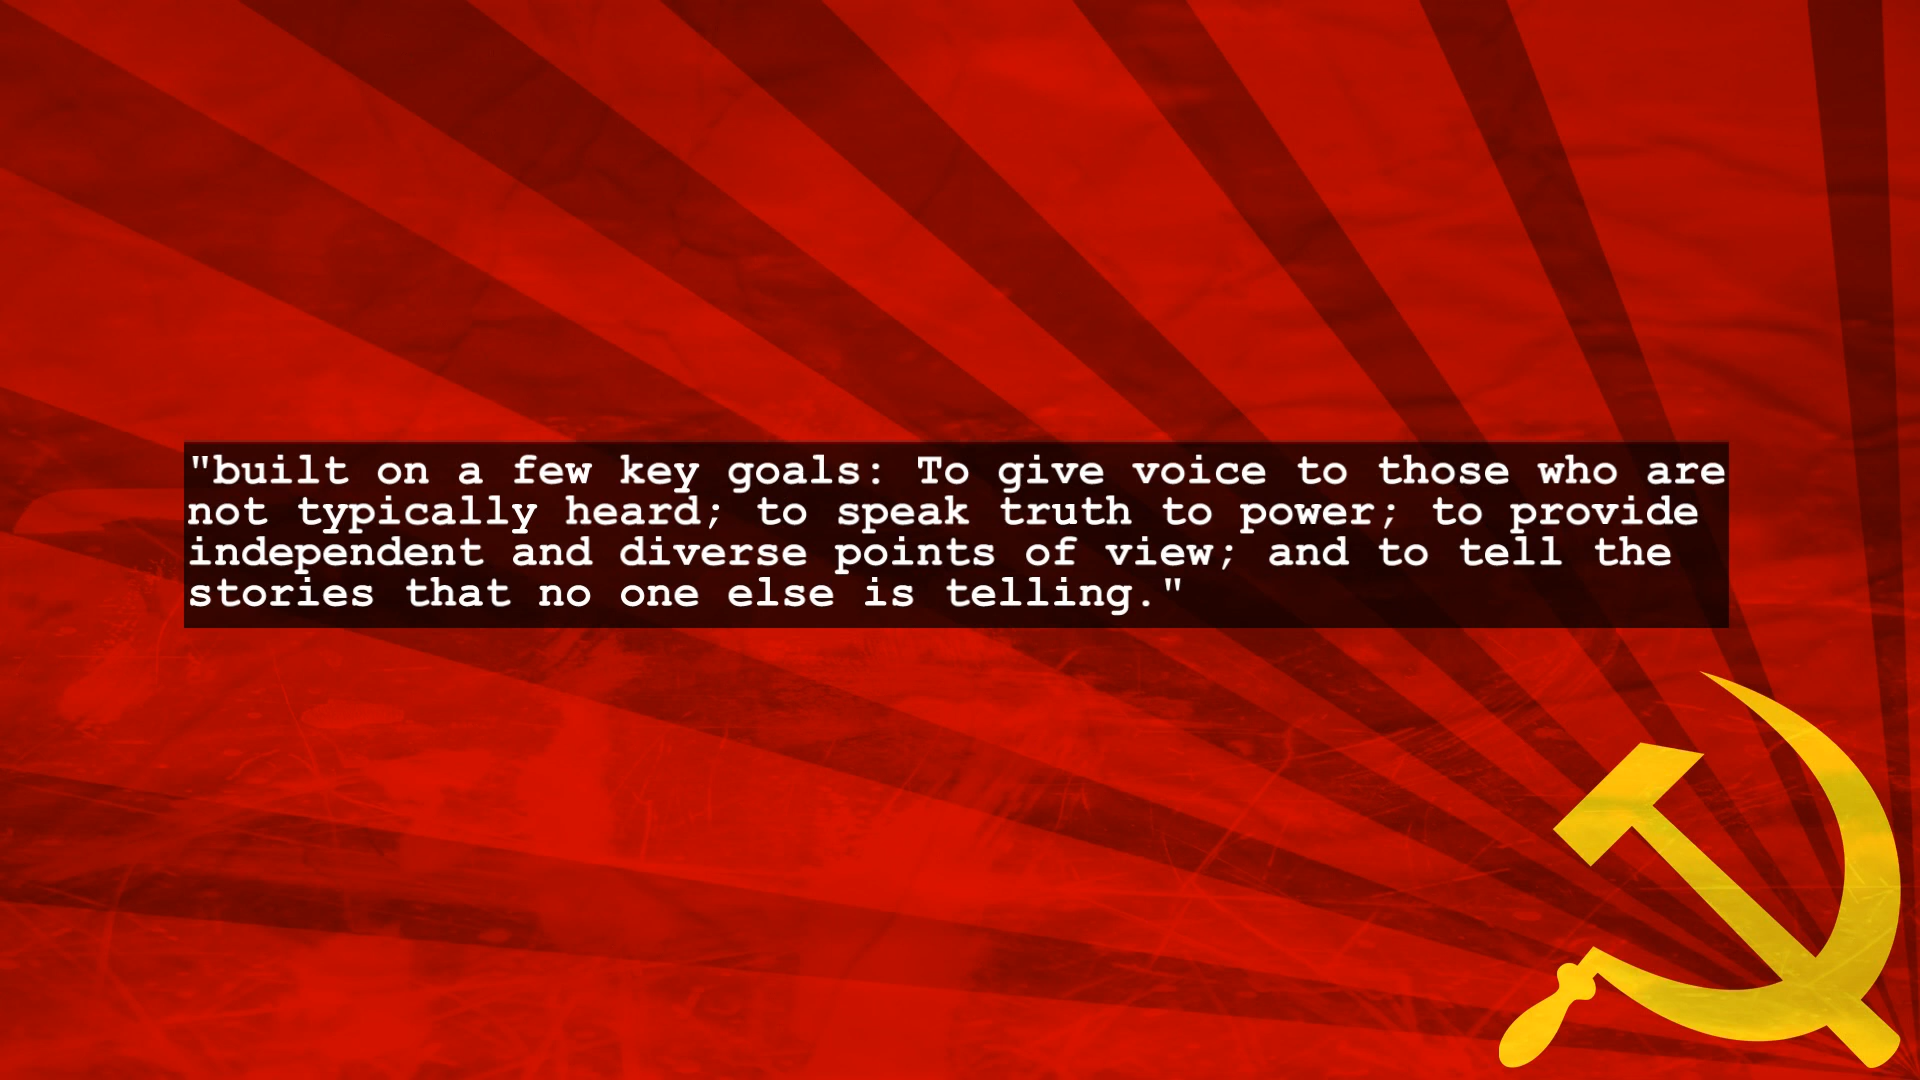 "built on a few key goals: To give voice to those who are
not typically heard; to speak truth to power; to provide
independent and diverse points of view; and to tell the
stories that no one else is telling."